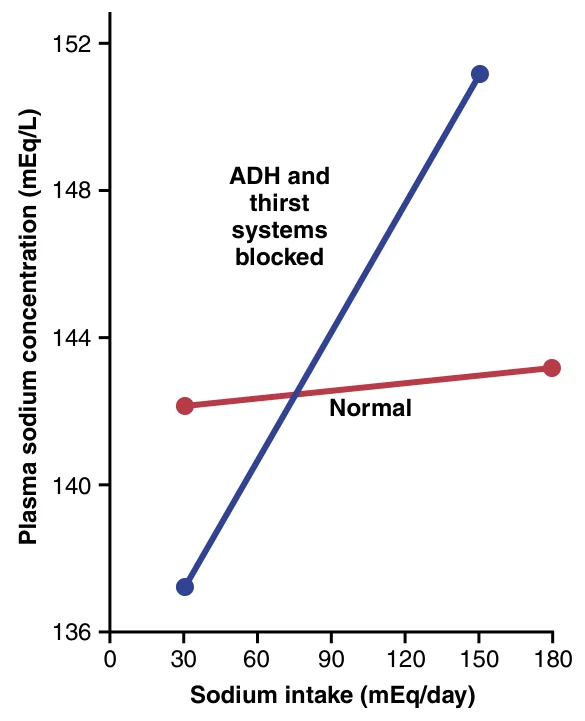 Plasma sodium concentration (mEq/L)
152
148
144
140
136
ADH and
thirst
systems
blocked
Normal
0
30
60
90
120
150
180
Sodium intake (mEq/day)